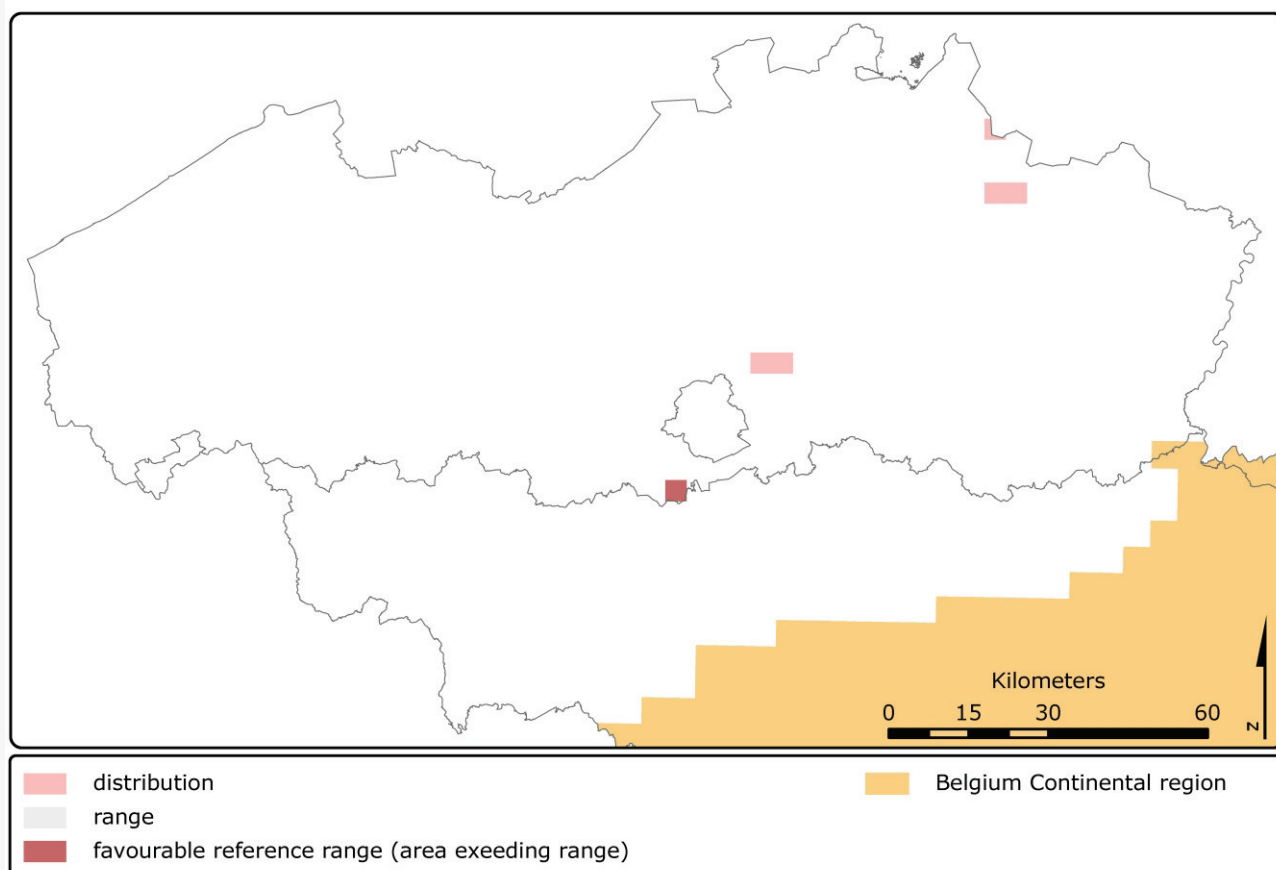 Kilometers
0 15 30 60
z
distribution
range
favourable reference range (area exeeding range)
Belgium Continental region